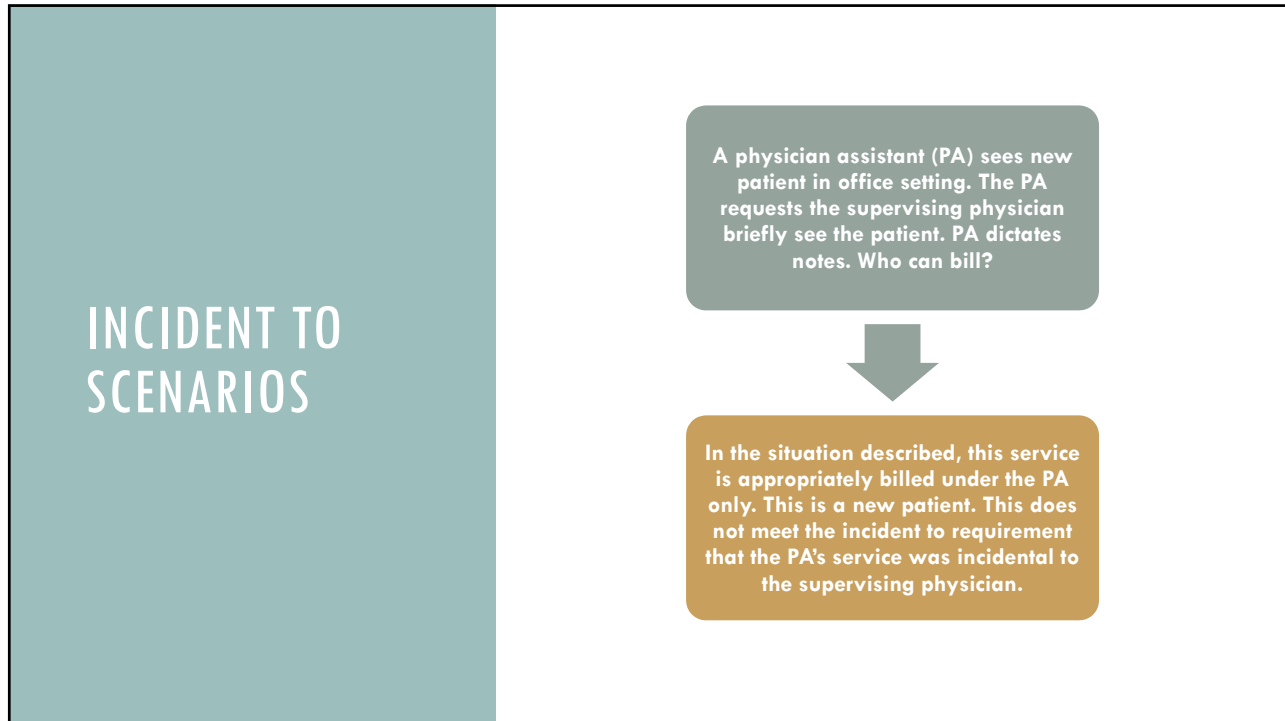 INCIDENT TO
SCENARIOS
A physician assistant (PA) sees new
patient in office setting. The PA
requests the supervising physician
briefly see the patient. PA dictates
notes. Who can bill?
In the situation described, this service
is appropriately billed under the PA
only. This is a new patient. This does
not meet the incident to requirement
that the PA’s service was incidental to
the supervising physician.